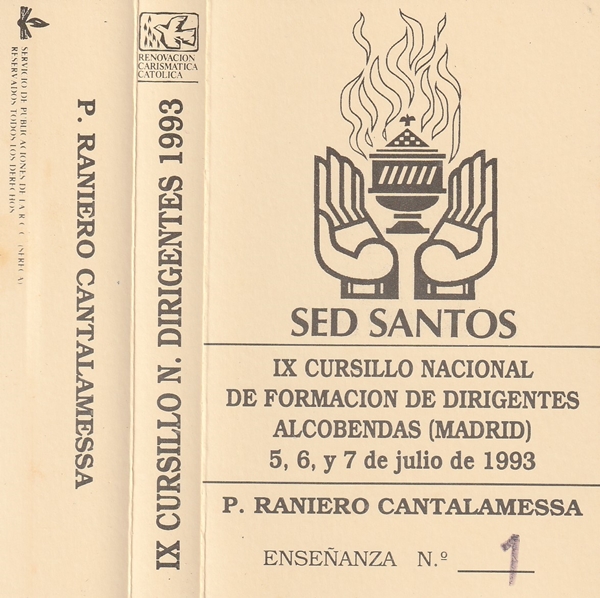 SERVICIO DE PUBLICACIONES DE LA R.C.C. (SERECA)
RESERVADOS TODOS LOS DERECHOS
P. RANIERO CANTALAMESSA
RENOVACION
CARISMATICA
CATOLICA
IX CURSILLO N. DIRIGENTES 1993
SED SANTOS
IX CURSILLO NACIONAL
DE FORMACION DE DIRIGENTES
ALCOBENDAS (MADRID)
5, 6, y 7 de julio de 1993
P. RANIERO CANTALAMESSA
ENSEÑANZA N.º 1